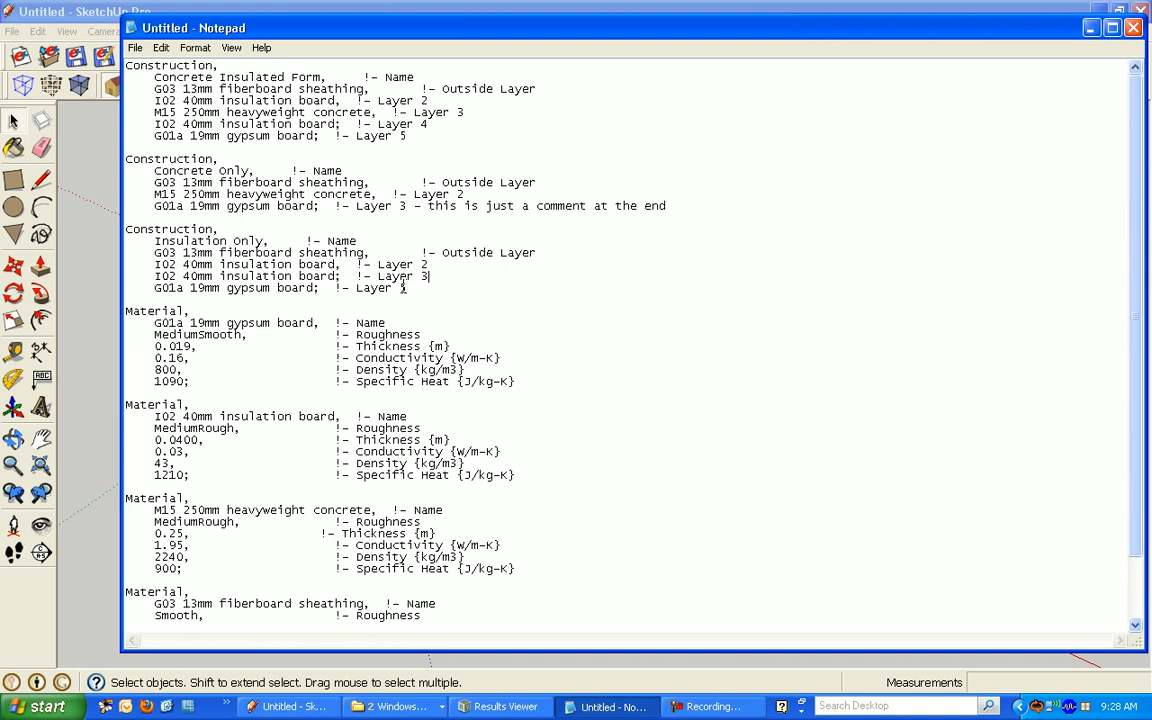 Untitled - SketchUp Pro
File Edit View Camera
Untitled - Notepad
File Edit Format View Help
Construction,
Concrete Insulated Form, !- Name
G03 13mm fiberboard sheathing, !- Outside Layer
I02 40mm insulation board, !- Layer 2
M15 250mm heavyweight concrete, !- Layer 3
I02 40mm insulation board; !- Layer 4
G01a 19mm gypsum board; !- Layer 5
Construction,
Concrete Only, !- Name
G03 13mm fiberboard sheathing, !- Outside Layer
M15 250mm heavyweight concrete, !- Layer 2
G01a 19mm gypsum board; !- Layer 3 - this is just a comment at the end
Construction,
Insulation Only, !- Name
G03 13mm fiberboard sheathing, !- Outside Layer
I02 40mm insulation board, !- Layer 2
I02 40mm insulation board; !- Layer 3
G01a 19mm gypsum board; !- Layer
Material,
G01a 19mm gypsum board, !- Name
MediumSmooth, !- Roughness
0.019, !- Thickness {m}
0.16, !- Conductivity {W/m-K}
800, !- Density {kg/m3}
1090; !- Specific Heat {J/kg-K}
Material,
I02 40mm insulation board, !- Name
MediumRough, !- Roughness
0.0400, !- Thickness {m}
0.03, !- Conductivity {W/m-K}
43, !- Density {kg/m3}
1210; !- Specific Heat {J/kg-K}
Material,
M15 250mm heavyweight concrete, !- Name
MediumRough, !- Roughness
0.25, !- Thickness {m}
1.95, !- Conductivity {W/m-K}
2240, !- Density {kg/m3}
900; !- Specific Heat {J/kg-K}
Material,
G03 13mm fiberboard sheathing, !- Name
Smooth, !- Roughness
Select objects. Shift to extend select. Drag mouse to select multiple. Measurements
start Untitled - Sk... 2 Windows... Results Viewer Untitled - No... Recording... Search Desktop 9:28 AM